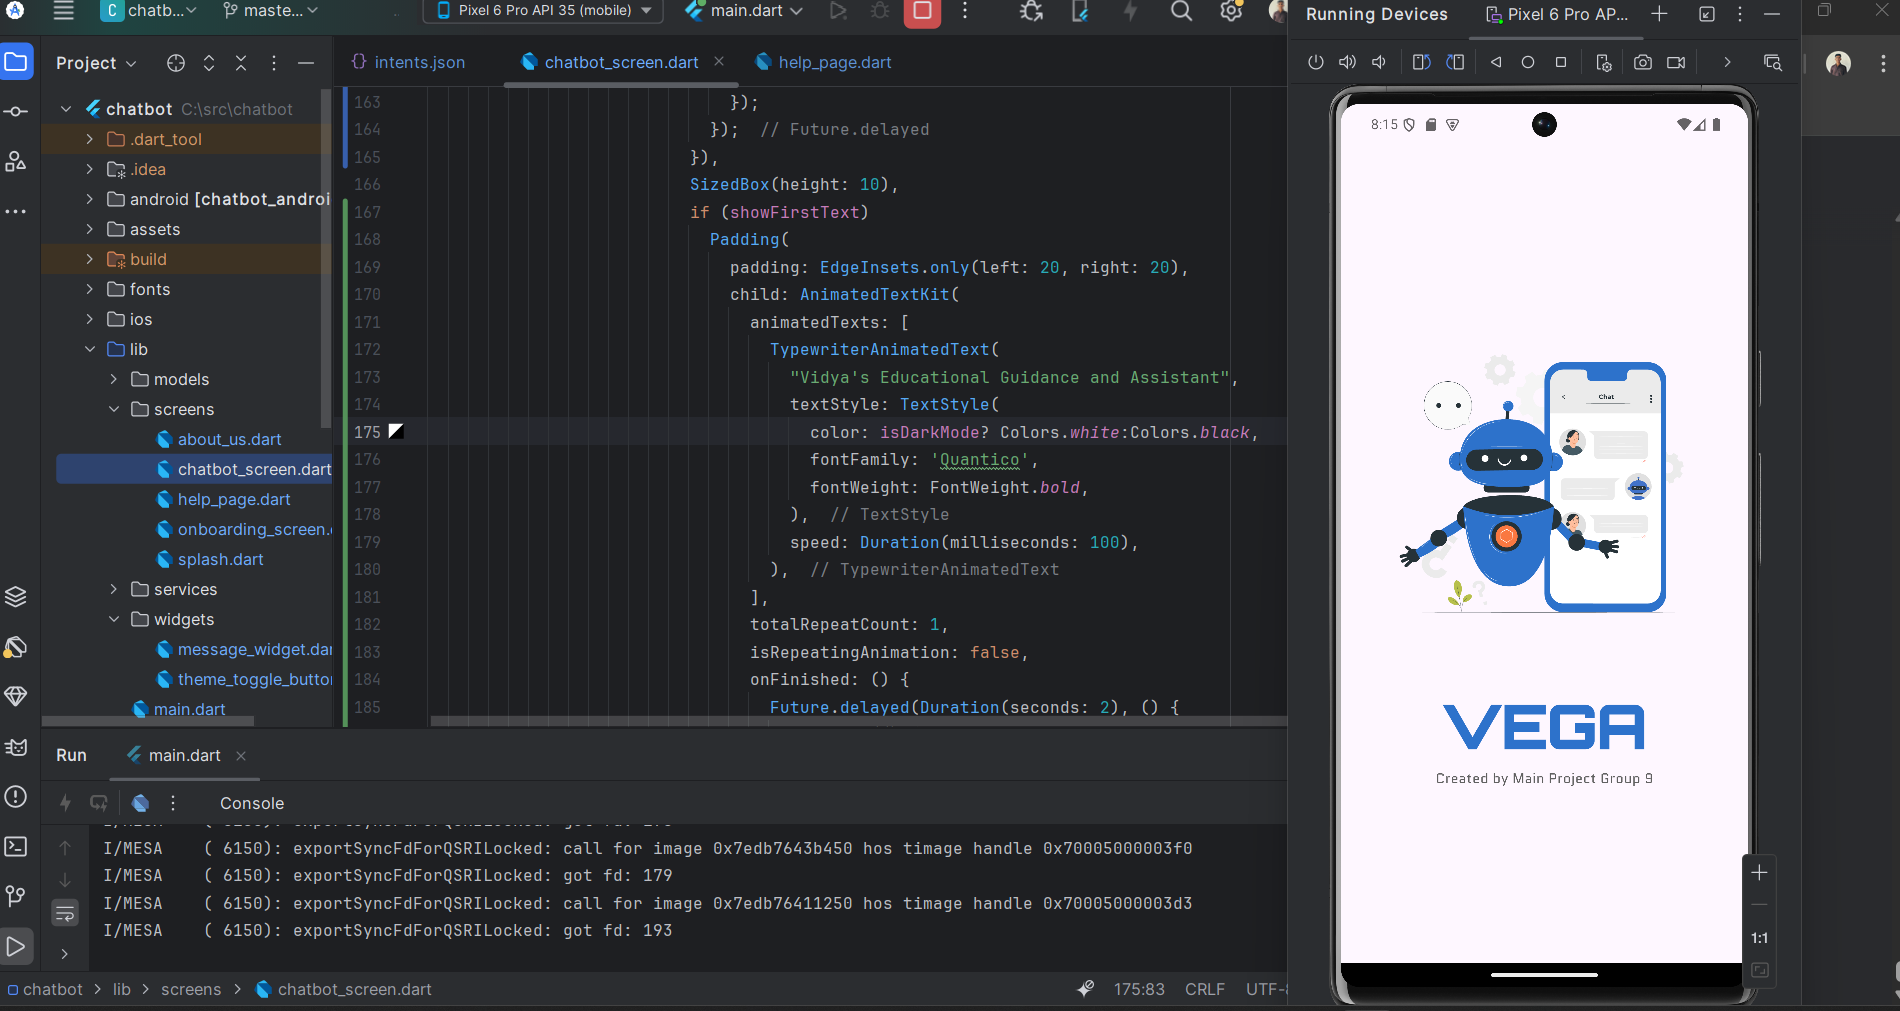 chatb...
maste...
Pixel 6 Pro API 35 (mobile)
main.dart
Running Devices
Pixel 6 Pro AP...
Project
intents.json
chatbot_screen.dart
help_page.dart
chatbot C:\src\chatbot
.dart_tool
.idea
android [chatbot_androi
assets
build
fonts
ios
lib
models
screens
about_us.dart
chatbot_screen.dart
help_page.dart
onboarding_screen.
splash.dart
services
widgets
message_widget.da
theme_toggle_butto
main.dart
163 });
164 }); // Future.delayed
165 }),
166 SizedBox(height: 10),
167 if (showFirstText)
168 Padding(
169 padding: EdgeInsets.only(left: 20, right: 20),
170 child: AnimatedTextKit(
171 animatedTexts: [
172 TypewriterAnimatedText(
173 "Vidya's Educational Guidance and Assistant",
174 textStyle: TextStyle(
175 color: isDarkMode? Colors.white:Colors.black,
176 fontFamily: 'Quantico',
177 fontWeight: FontWeight.bold,
178 ), // TextStyle
179 speed: Duration(milliseconds: 100),
180 ), // TypewriterAnimatedText
181 ],
182 totalRepeatCount: 1,
183 isRepeatingAnimation: false,
184 onFinished: () {
185 Future.delayed(Duration(seconds: 2), () {
8:15
Chat
VEGA
Created by Main Project Group 9
1:1
Run
main.dart
Console
I/MESA ( 6150): exportSyncFdForQSRILocked: call for image 0x7edb7643b450 hos timage handle 0x70005000003f0
I/MESA ( 6150): exportSyncFdForQSRILocked: got fd: 179
I/MESA ( 6150): exportSyncFdForQSRILocked: call for image 0x7edb76411250 hos timage handle 0x70005000003d3
I/MESA ( 6150): exportSyncFdForQSRILocked: got fd: 193
chatbot > lib > screens > chatbot_screen.dart
175:83 CRLF UTF-8